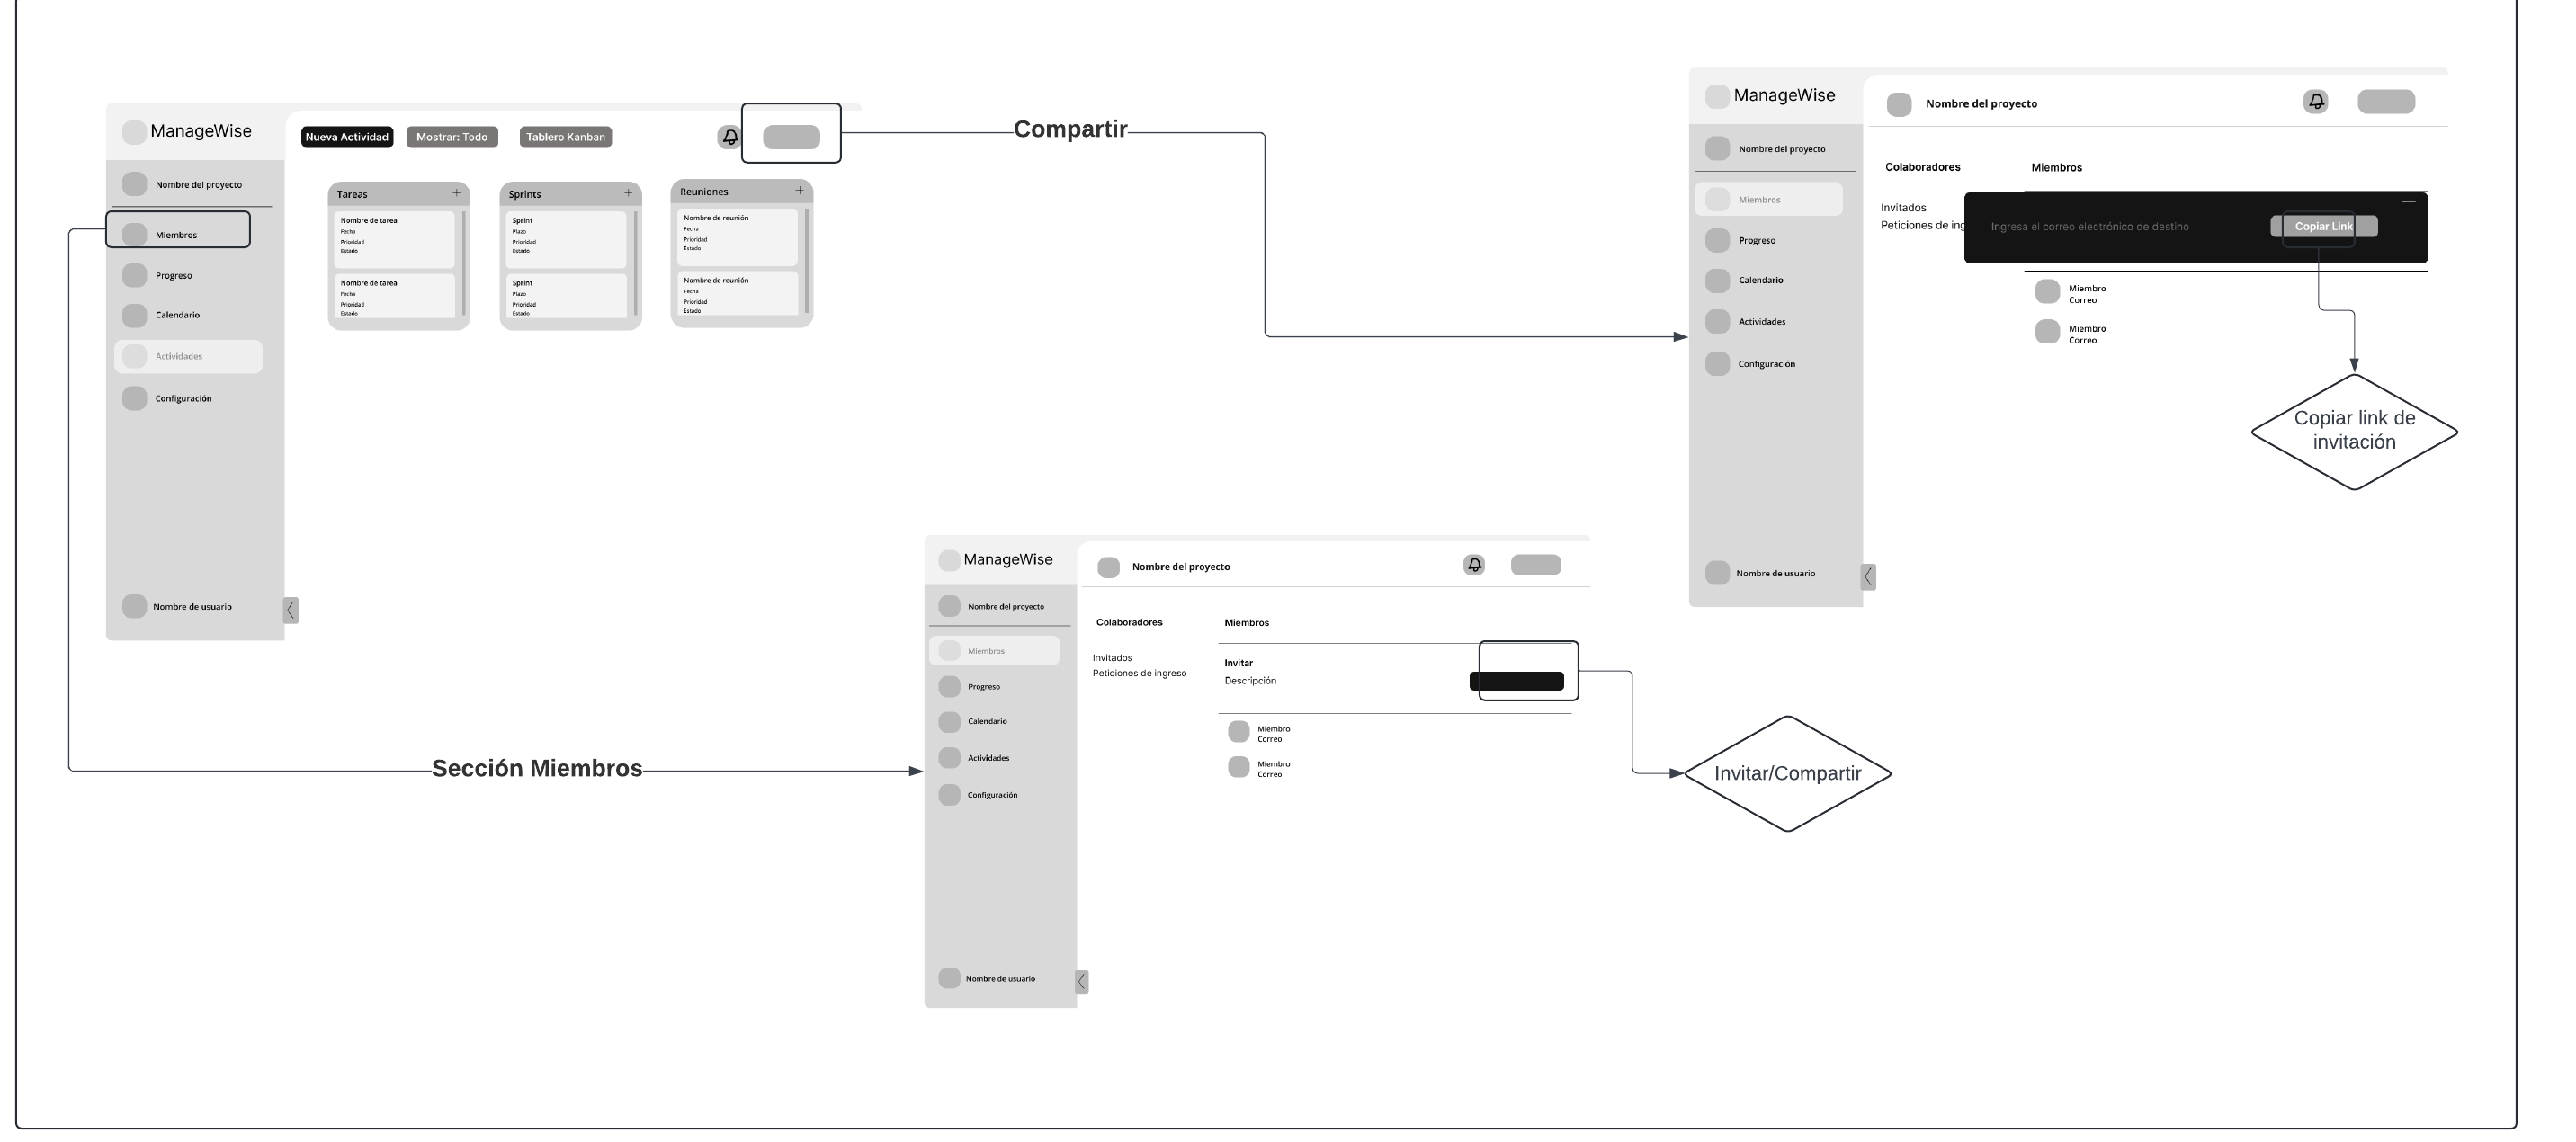 ManageWise
Nueva Actividad
Mostrar: Todo
Tablero Kanban
Nombre del proyecto
Miembros
Progreso
Calendario
Actividades
Configuración
Nombre de usuario
Tareas
+
Nombre de tarea
Fecha
Prioridad
Estado
Nombre de tarea
Fecha
Prioridad
Estado
Sprints
+
Sprint
Plazo
Prioridad
Estado
Sprint
Plazo
Prioridad
Estado
Reuniones
+
Nombre de reunión
Fecha
Prioridad
Estado
Nombre de reunión
Fecha
Prioridad
Estado
Compartir
ManageWise
Nombre del proyecto
Nombre del proyecto
Miembros
Progreso
Calendario
Actividades
Configuración
Nombre de usuario
Colaboradores
Invitados
Peticiones de ing
Miembros
Ingresa el correo electrónico de destino
Copiar Link
Miembro
Correo
Miembro
Correo
Copiar link de
invitación
Sección Miembros
ManageWise
Nombre del proyecto
Nombre del proyecto
Miembros
Progreso
Calendario
Actividades
Configuración
Nombre de usuario
Colaboradores
Invitados
Peticiones de ingreso
Miembros
Invitar
Descripción
Miembro
Correo
Miembro
Correo
Invitar/Compartir